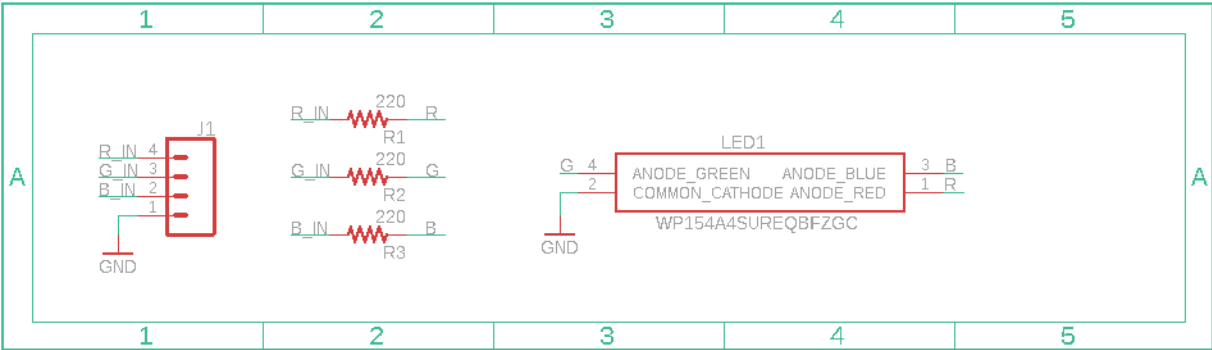 1 2 3 4 5
A A
J1
R_IN 4
G_IN 3
B_IN 2
1
GND
220
R_IN R
R1
220
G_IN G
R2
220
B_IN B
R3
LED1
G 4 ANODE_GREEN ANODE_BLUE 3 B
2 COMMON_CATHODE ANODE_RED 1 R
WP154A4SUREQBFZGC
GND
1 2 3 4 5